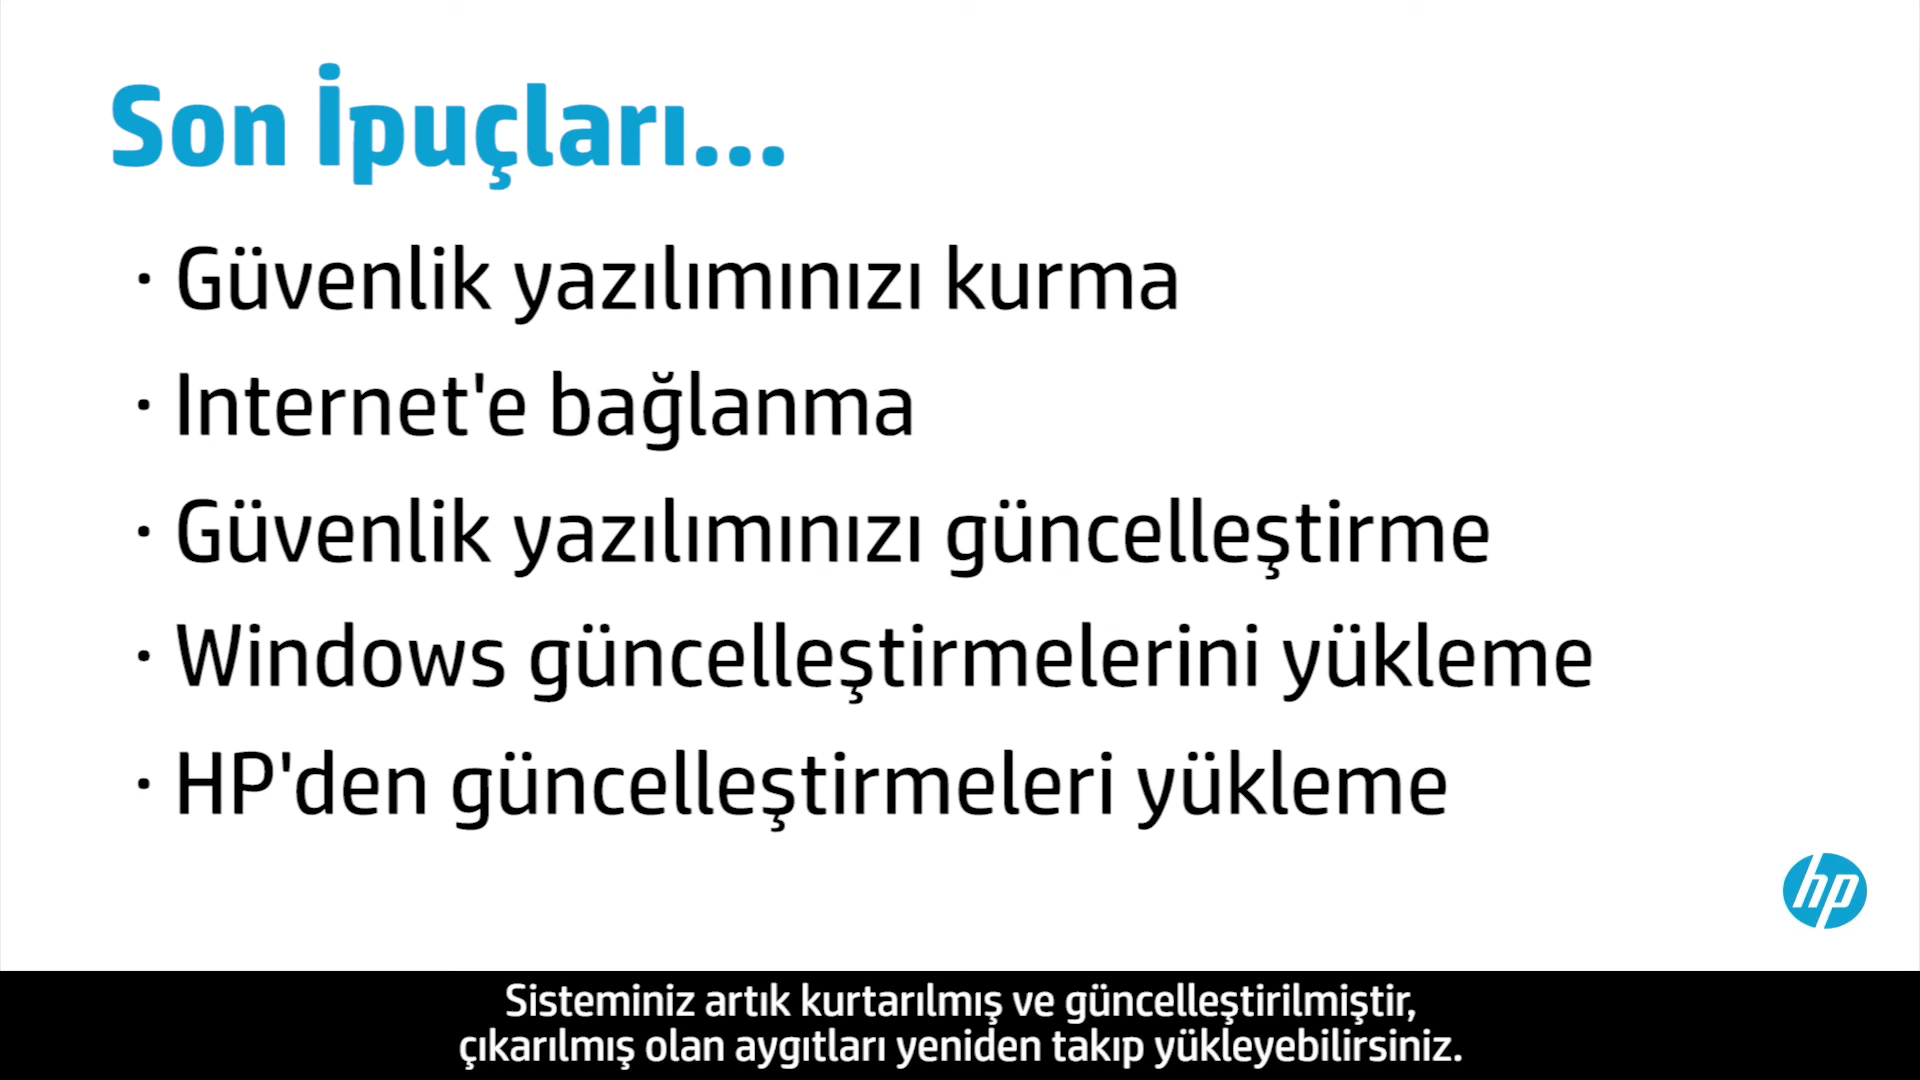 Son İpuçları...
· Güvenlik yazılımınızı kurma
· Internet'e bağlanma
· Güvenlik yazılımınızı güncelleştirme
· Windows güncelleştirmelerini yükleme
· HP'den güncelleştirmeleri yükleme
hp
Sisteminiz artık kurtarılmış ve güncelleştirilmiştir,
çıkarılmış olan aygıtları yeniden takıp yükleyebilirsiniz.